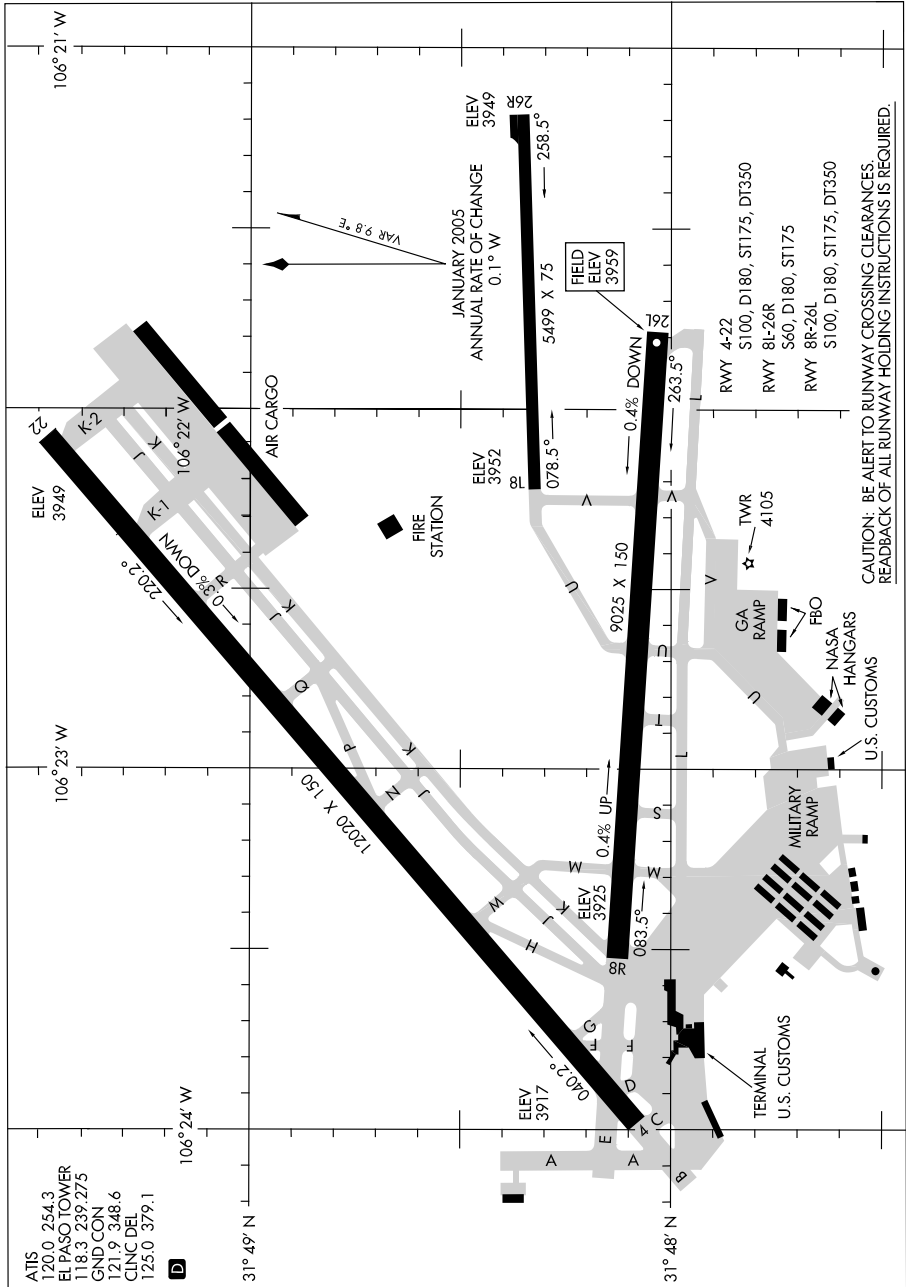 ATIS
120.0 254.3
EL PASO TOWER
118.3 239.275
GND CON
121.9 348.6
CLNC DEL
125.0 379.1
D
106° 24' W
106° 23' W
106° 22' W
106° 21' W
31° 49' N
31° 48' N
ELEV
3949
22
K-2
J
K
K-1
220.2°
0.3% DOWN
R
J
K
AIR CARGO
FIRE
STATION
JANUARY 2005
ANNUAL RATE OF CHANGE
0.1° W
VAR 9.8 °E
ELEV
3949
26R
258.5°
5499 X 75
ELEV
3952
8L
078.5°
FIELD
ELEV
3959
26L
0.4% DOWN
263.5°
9025 X 150
0.4% UP
ELEV
3925
8R
083.5°
12020 X 150
Q
P
N
J
K
M
M
W
H
J
K
G
F
F
D
040.2°
ELEV
3917
4
C
E
A
A
B
S
T
L
U
U
V
T
L
V
U
TWR
4105
GA
RAMP
FBO
NASA
HANGARS
U.S. CUSTOMS
MILITARY
RAMP
TERMINAL
U.S. CUSTOMS
RWY 4-22
S100, D180, ST175, DT350
RWY 8L-26R
S60, D180, ST175
RWY 8R-26L
S100, D180, ST175, DT350
CAUTION: BE ALERT TO RUNWAY CROSSING CLEARANCES.
READBACK OF ALL RUNWAY HOLDING INSTRUCTIONS IS REQUIRED.